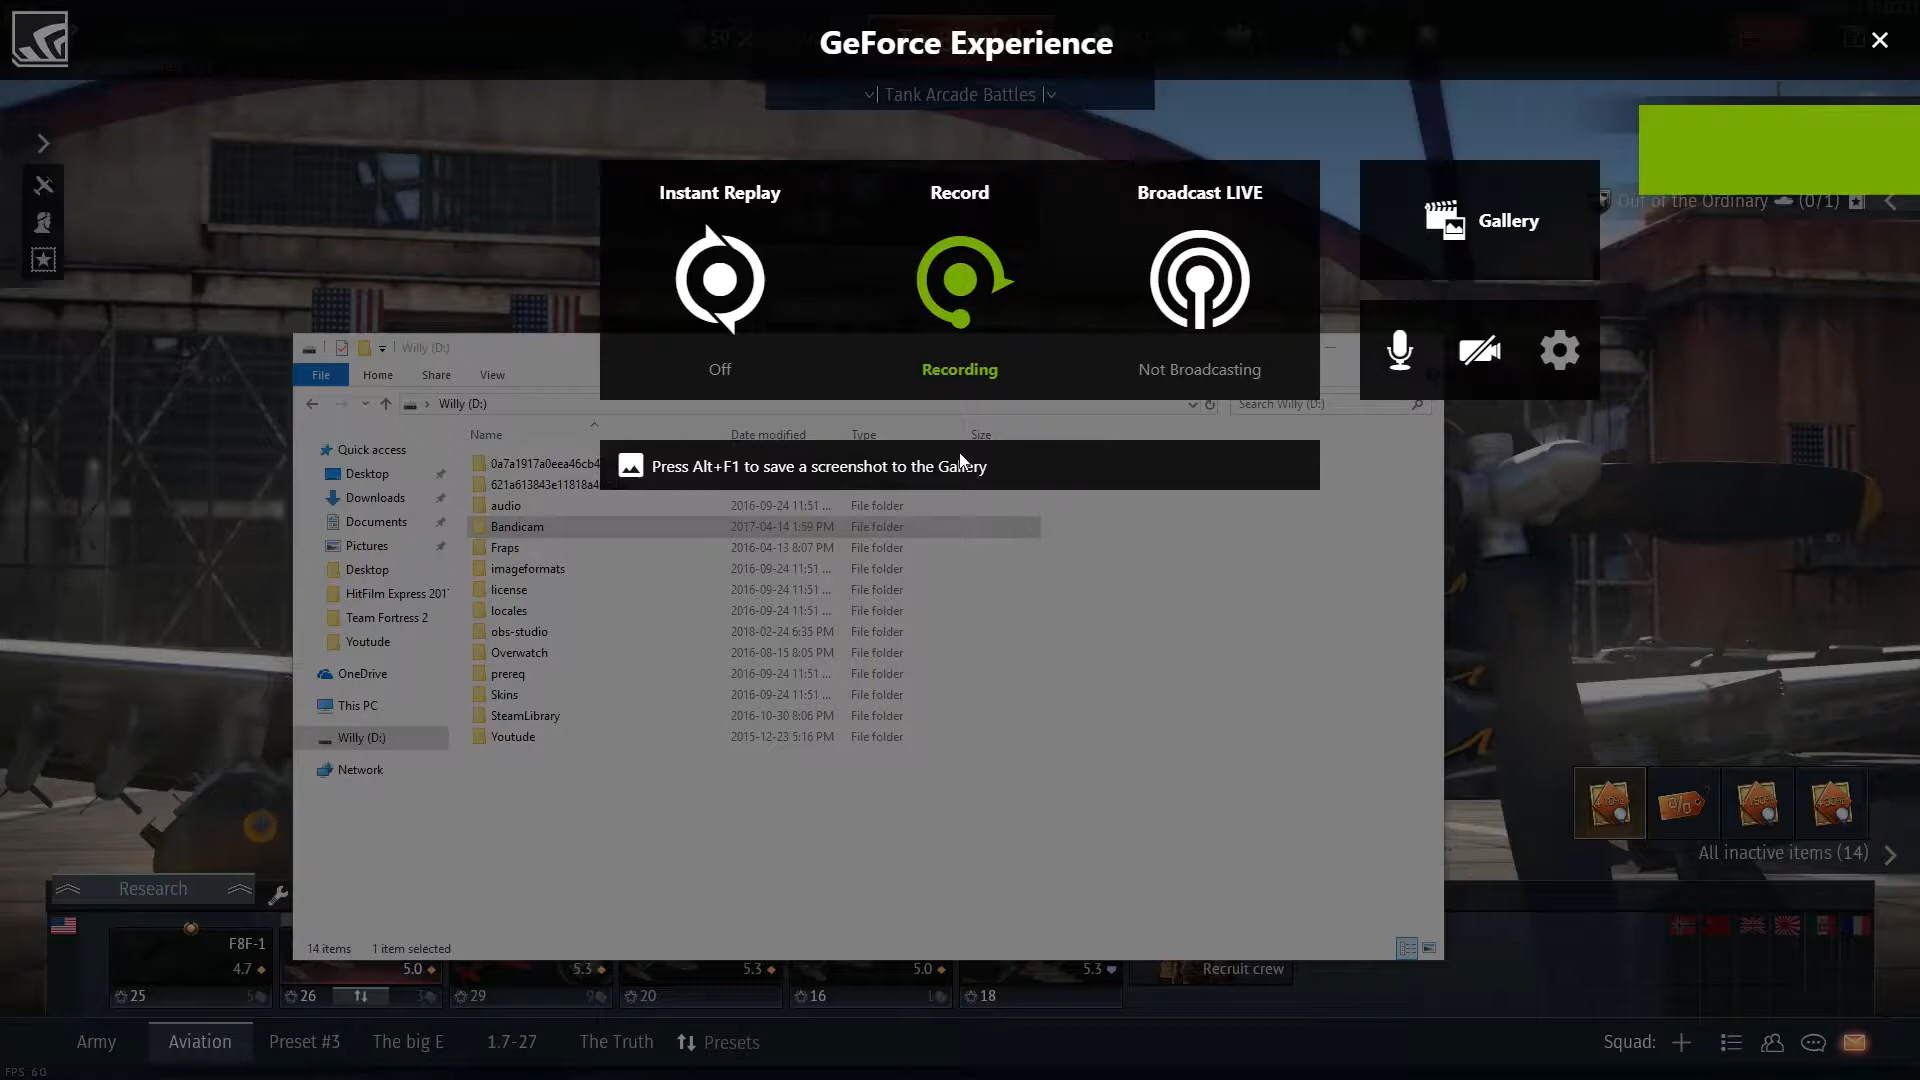 GeForce Experience
Tank Arcade Battles
Instant Replay
Record
Broadcast LIVE
Gallery
Out of the Ordinary (0/1)
Off
Recording
Not Broadcasting
Willy (D:)
File Home Share View
Willy (D:)
Search Willy (D:)
Name Date modified Type Size
Press Alt+F1 to save a screenshot to the Gallery
Quick access
Desktop
Downloads
Documents
Pictures
Desktop
HitFilm Express 201
Team Fortress 2
Youtude
OneDrive
This PC
Willy (D:)
Network
0a7a1917a0eea46cb4
621a613843e11818a4
audio 2016-09-24 11:51 ... File folder
Bandicam 2017-04-14 1:59 PM File folder
Fraps 2016-04-13 8:07 PM File folder
imageformats 2016-09-24 11:51 ... File folder
license 2016-09-24 11:51 ... File folder
locales 2016-09-24 11:51 ... File folder
obs-studio 2018-02-24 6:35 PM File folder
Overwatch 2016-08-15 8:05 PM File folder
prereq 2016-09-24 11:51 ... File folder
Skins 2016-09-24 11:51 ... File folder
SteamLibrary 2016-10-30 8:06 PM File folder
Youtude 2015-12-23 5:16 PM File folder
14 items 1 item selected
All inactive items (14)
Research
F8F-1
4.7 5.0 5.3 5.3 5.0 5.3 Recruit crew
25 26 29 20 16 18
Army Aviation Preset #3 The big E 1.7-27 The Truth Presets
Squad:
FPS 60